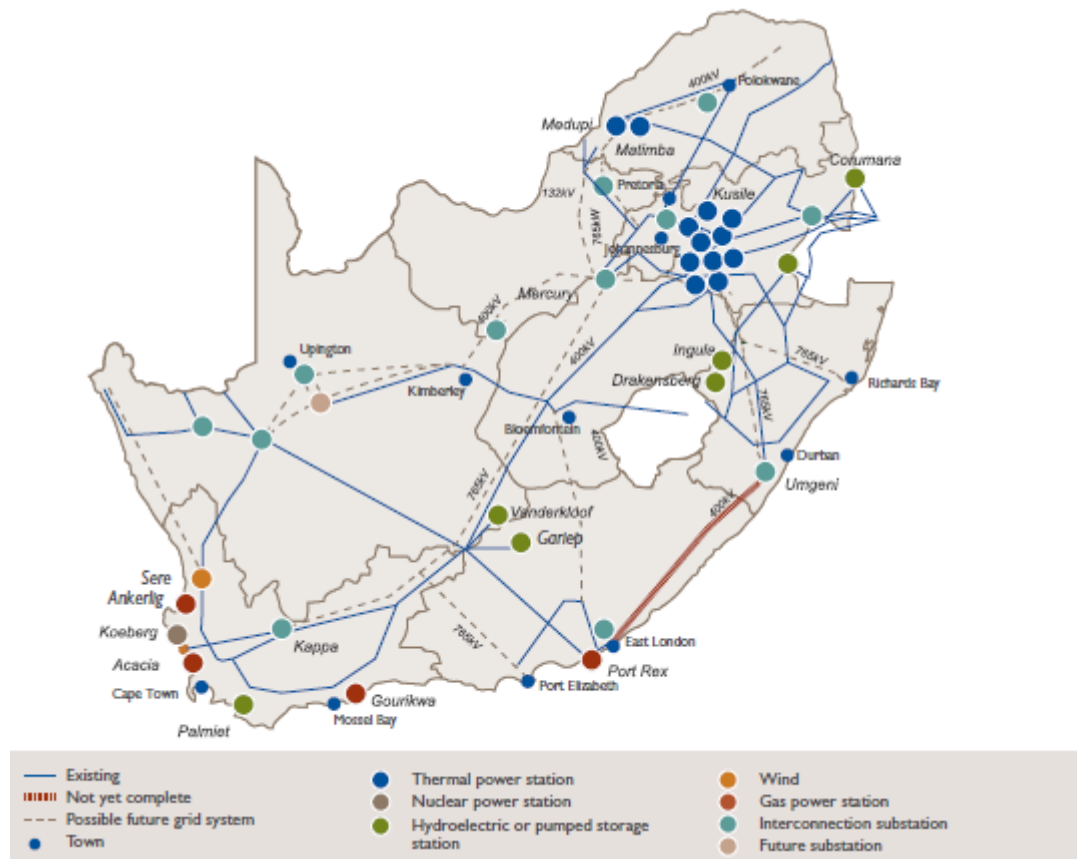 400kV
Polokwane
Medupi
Matimba
Corumana
132kV
Pretoria
Kusile
765kW
Johannesburg
Mercury
400kV
400kV
Upington
Ingula
765kV
Drakensberg
Richards Bay
Kimberley
765kV
Bloemfontein
400kV
Durban
Umgeni
765kV
400kV
Vanderkloof
Gariep
Sere
Ankerlig
Koeberg
Kappa
765kV
East London
Acacia
Port Rex
Cape Town
Port Elizabeth
Gourikwa
Mossel Bay
Palmiet
Existing
Not yet complete
Possible future grid system
Town
Thermal power station
Nuclear power station
Hydroelectric or pumped storage
station
Wind
Gas power station
Interconnection substation
Future substation